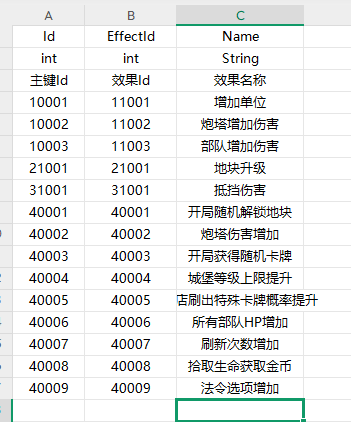 A B C
Id EffectId Name
int int String
主键Id 效果Id 效果名称
10001 11001 增加单位
10002 11002 炮塔增加伤害
10003 11003 部队增加伤害
21001 21001 地块升级
31001 31001 抵挡伤害
40001 40001 开局随机解锁地块
40002 40002 炮塔伤害增加
40003 40003 开局获得随机卡牌
40004 40004 城堡等级上限提升
40005 40005 店刷出特殊卡牌概率提升
40006 40006 所有部队HP增加
40007 40007 刷新次数增加
40008 40008 拾取生命获取金币
40009 40009 法令选项增加